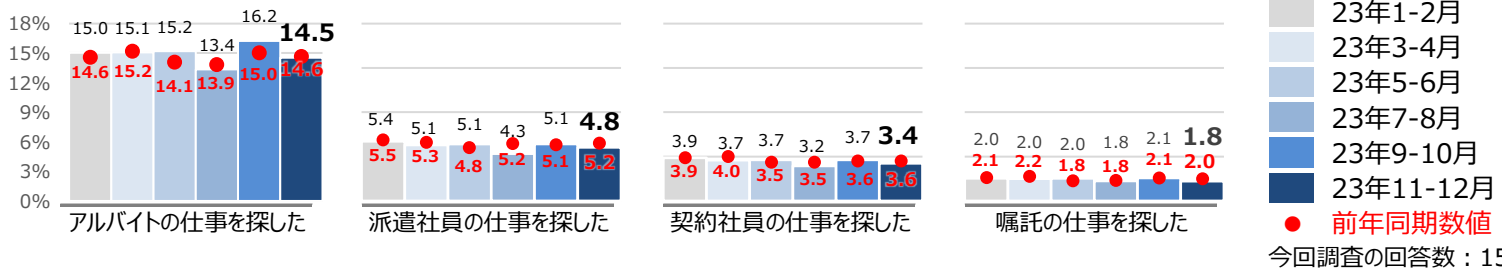 18%
15%
12%
9%
6%
3%
0%
15.0 15.1 15.2 13.4 16.2 14.5
14.6 15.2 14.1 13.9 15.0 14.6
アルバイトの仕事を探した
5.4 5.1 5.1 4.3 5.1 4.8
5.5 5.3 4.8 5.2 5.1 5.2
派遣社員の仕事を探した
3.9 3.7 3.7 3.2 3.7 3.4
3.9 4.0 3.5 3.5 3.6 3.6
契約社員の仕事を探した
2.0 2.0 2.0 1.8 2.1 1.8
2.1 2.2 1.8 1.8 2.1 2.0
嘱託の仕事を探した
23年1-2月
23年3-4月
23年5-6月
23年7-8月
23年9-10月
23年11-12月
前年同期数値
今回調査の回答数：15